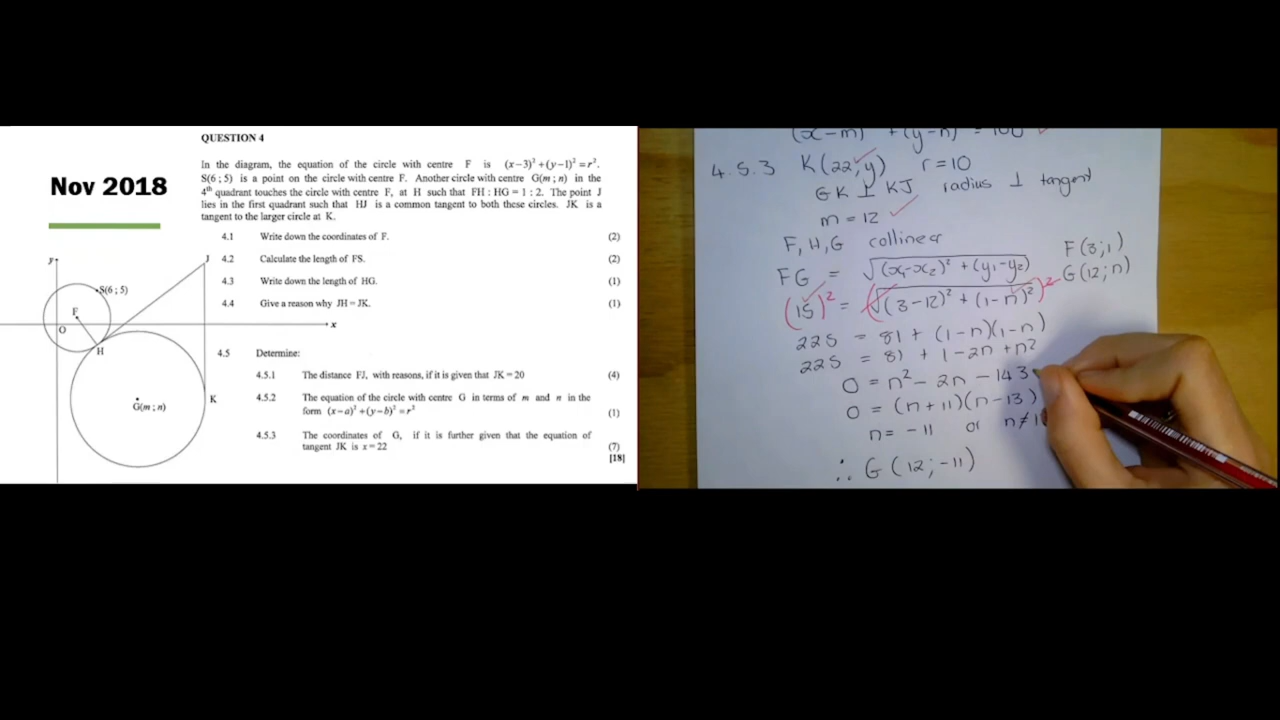 Nov 2018
QUESTION 4
In the diagram, the equation of the circle with centre F is (x−3)² + (y−1)² = r².
S(6 ; 5) is a point on the circle with centre F. Another circle with centre G(m ; n) in the
4th quadrant touches the circle with centre F, at H such that FH : HG = 1 : 2. The point J
lies in the first quadrant such that HJ is a common tangent to both these circles. JK is a
tangent to the larger circle at K.
4.1 Write down the coordinates of F. (2)
4.2 Calculate the length of FS. (2)
4.3 Write down the length of HG. (1)
4.4 Give a reason why JH = JK. (1)
4.5 Determine:
4.5.1 The distance FJ, with reasons, if it is given that JK = 20 (4)
4.5.2 The equation of the circle with centre G in terms of m and n in the
form (x−a)² + (y−b)² = r² (1)
4.5.3 The coordinates of G, if it is further given that the equation of
tangent JK is x = 22 (7)
[18]
y
J
S(6 ; 5)
F
O
x
H
K
G(m ; n)
(x−m)² + (y−n)² = 100
4.5.3 K(22;y) r=10
GK ⊥ KJ radius ⊥ tangent
m = 12
F, H, G collinear
F(3;1)
FG = √(x₁−x₂)² + (y₁−y₂)
G(12;n)
(15)² = (√(3−12)² + (1−n)²)²
225 = 81 + (1−n)(1−n)
225 = 81 + 1−2n+n²
0 = n² − 2n − 143
0 = (n+11)(n−13)
n = −11 or n≠
∴ G(12;−11)